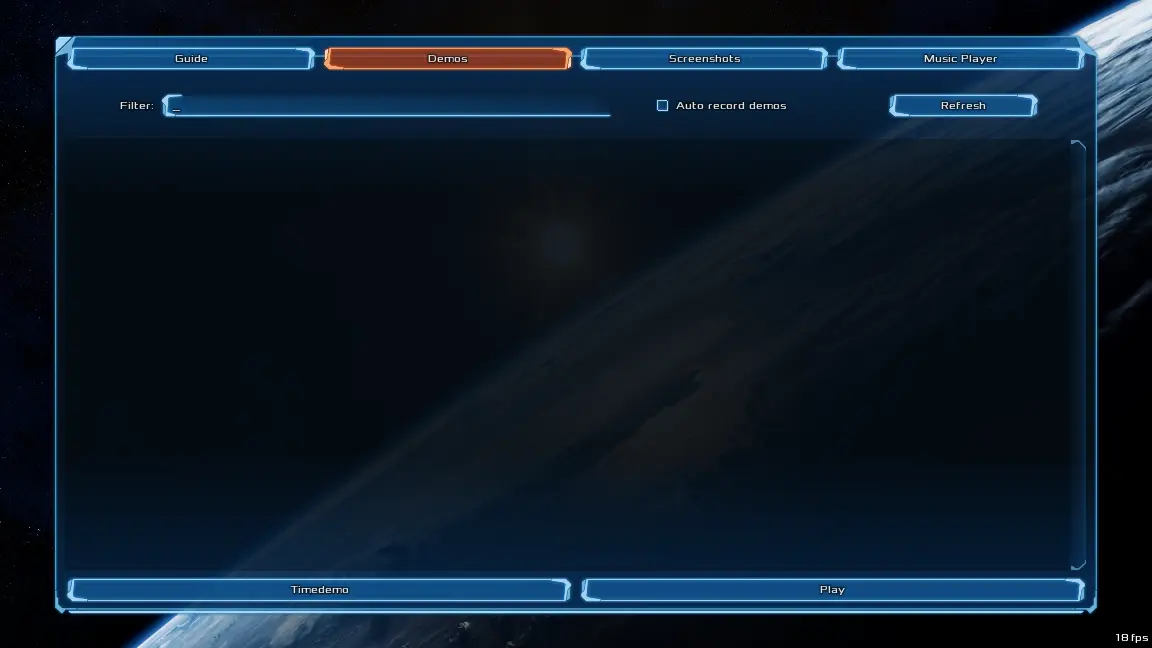 Guide Demos Screenshots Music Player
Filter: _ Auto record demos Refresh
Timedemo Play
18 fps